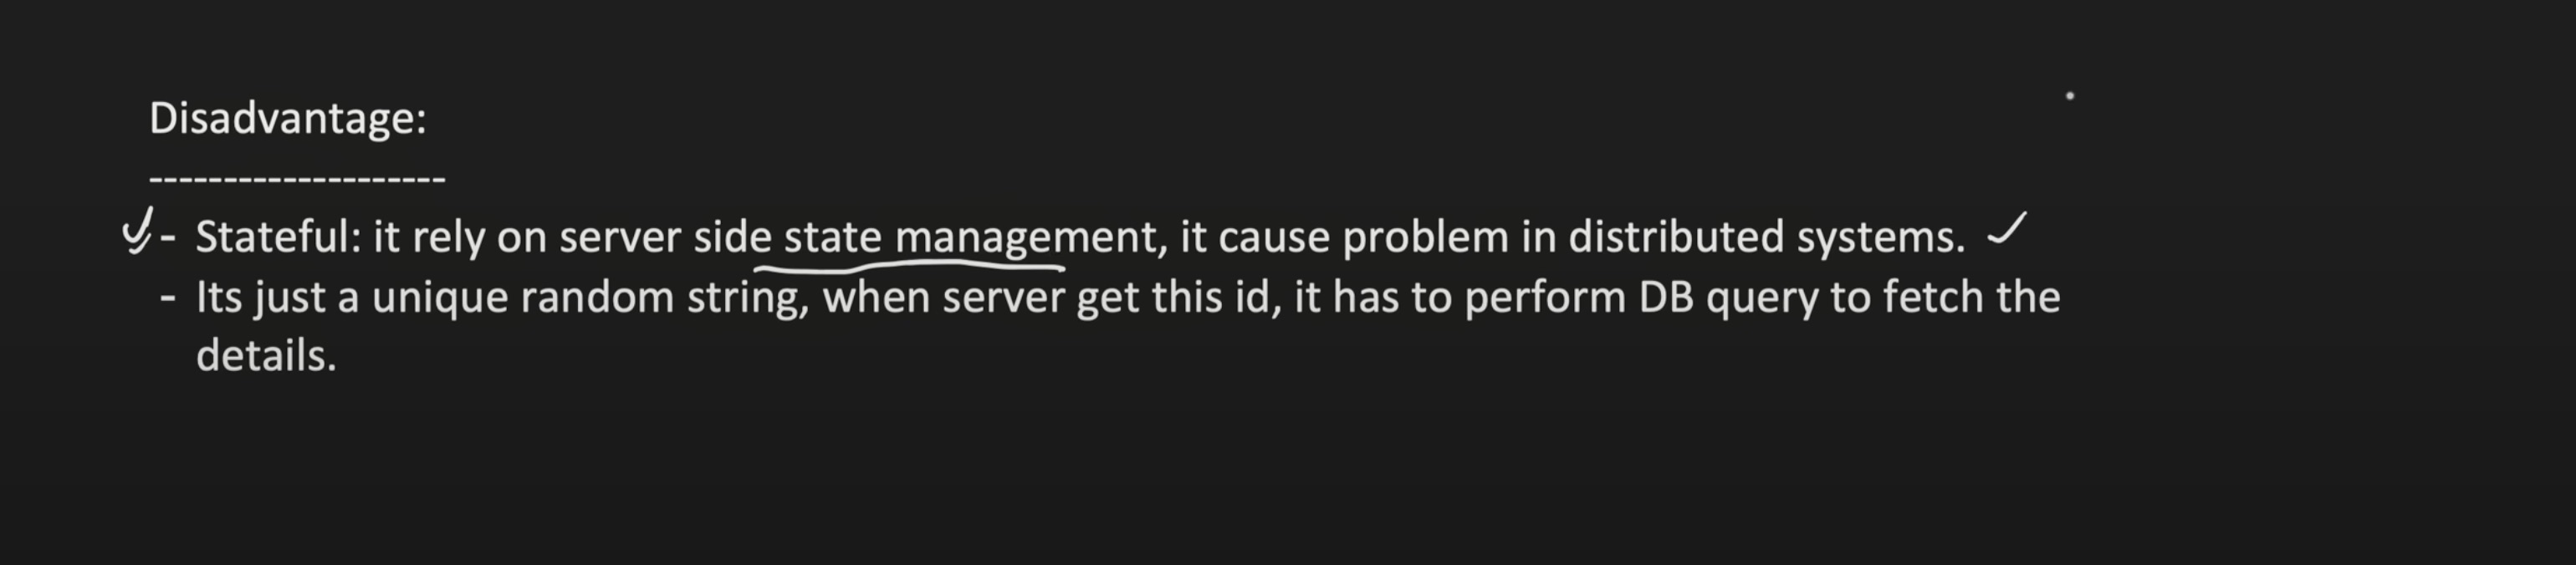 Disadvantage:
-------------------
- Stateful: it rely on server side state management, it cause problem in distributed systems.
- Its just a unique random string, when server get this id, it has to perform DB query to fetch the
details.